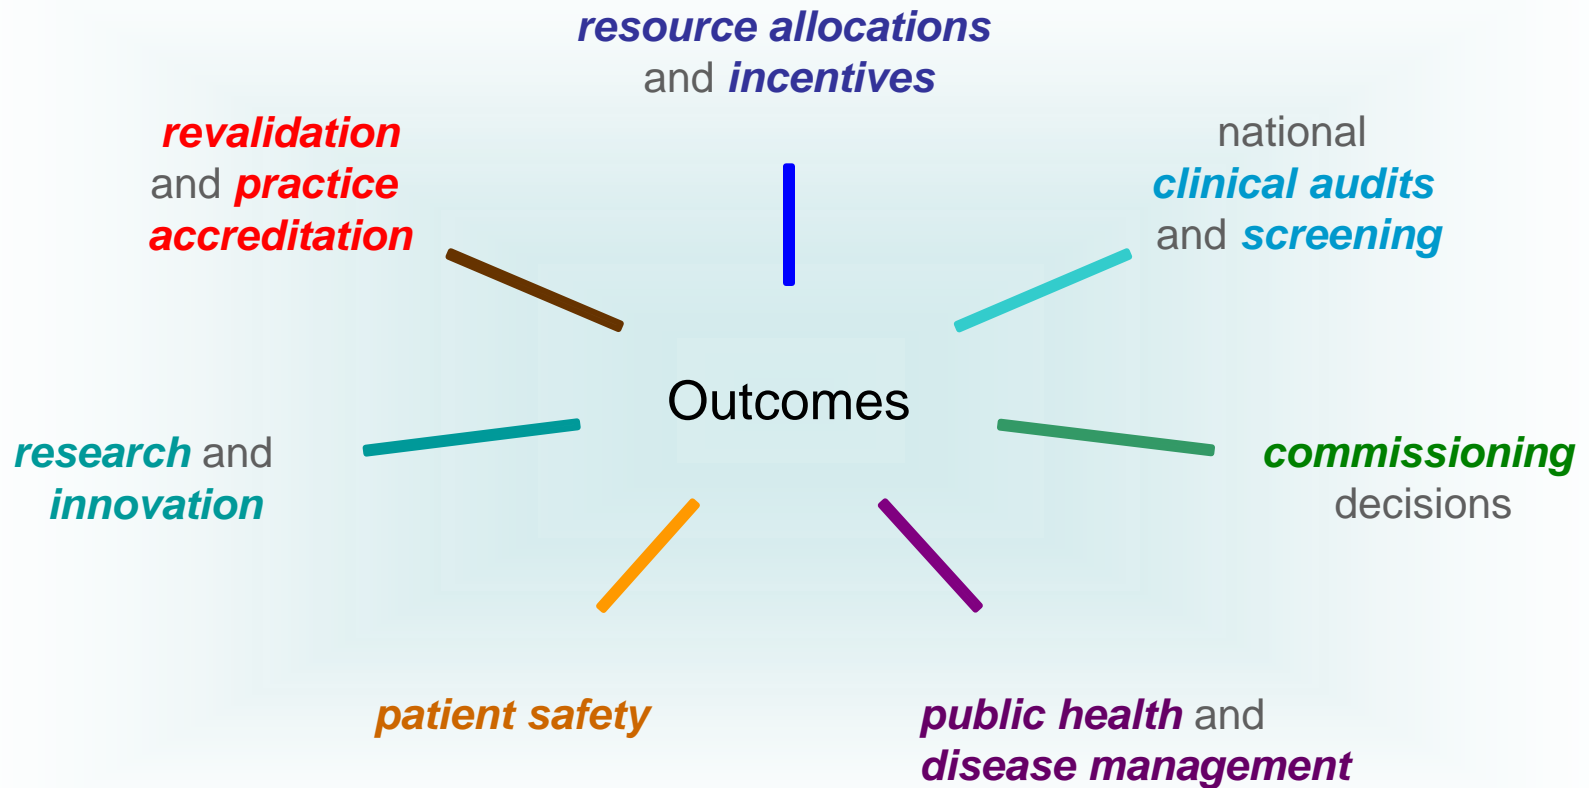 resource allocations
and incentives
revalidation
and practice
accreditation
national
clinical audits
and screening
Outcomes
research and
innovation
commissioning
decisions
patient safety
public health and
disease management